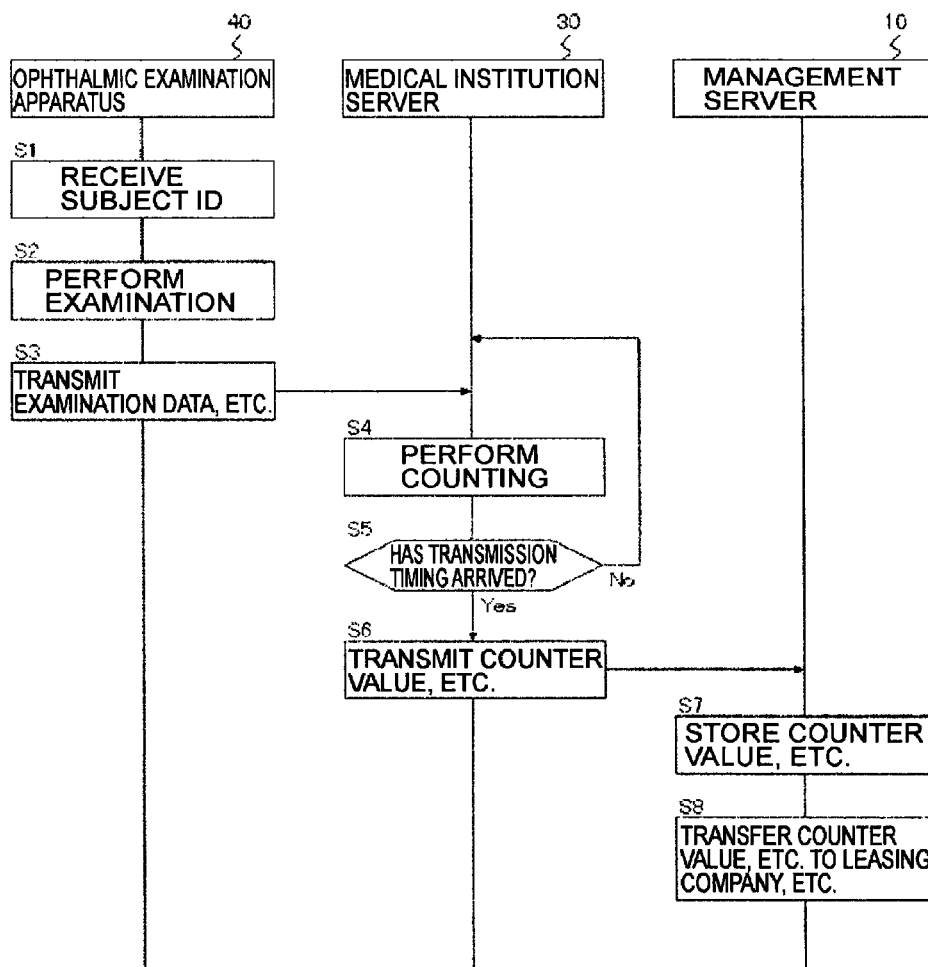 40
30
10
OPHTHALMIC EXAMINATION
APPARATUS
MEDICAL INSTITUTION
SERVER
MANAGEMENT
SERVER
S1
RECEIVE
SUBJECT ID
S2
PERFORM
EXAMINATION
S3
TRANSMIT
EXAMINATION DATA, ETC.
S4
PERFORM
COUNTING
S5
HAS TRANSMISSION
TIMING ARRIVED?
No
Yes
S6
TRANSMIT COUNTER
VALUE, ETC.
S7
STORE COUNTER
VALUE, ETC.
S8
TRANSFER COUNTER
VALUE, ETC. TO LEASING
COMPANY, ETC.